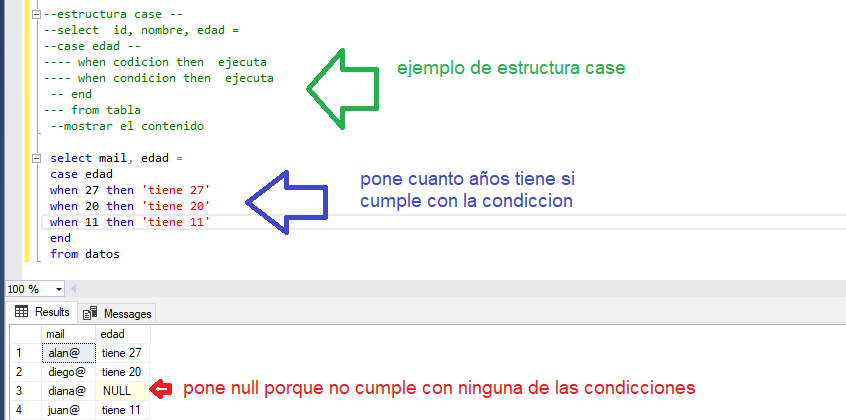 --estructura case --
--select  id, nombre, edad =
--case edad --
---- when codicion then  ejecuta
---- when condicion then  ejecuta
-- end
--- from tabla
--mostrar el contenido
ejemplo de estructura case
select mail, edad =
case edad
when 27 then 'tiene 27'
when 20 then 'tiene 20'
when 11 then 'tiene 11'
end
from datos
pone cuanto años tiene si
cumple con la condiccion
100 %
Results Messages
mail edad
1 alan@ tiene 27
2 diego@ tiene 20
3 diana@ NULL
4 juan@ tiene 11
pone null porque no cumple con ninguna de las condicciones